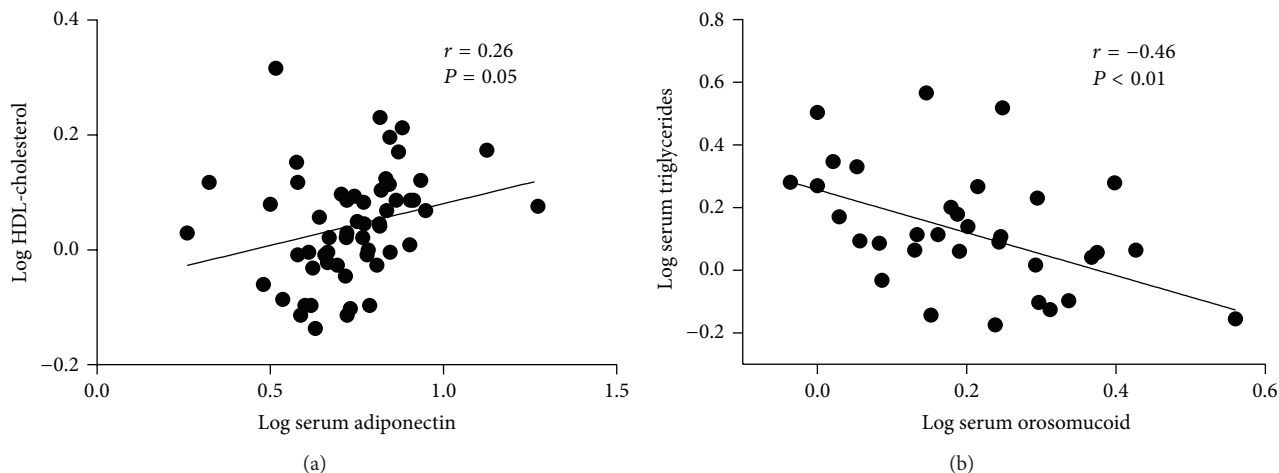 0.4
0.2
0.0
−0.2
Log HDL-cholesterol
r = 0.26
P = 0.05
0.0 0.5 1.0 1.5
Log serum adiponectin
(a)
0.8
0.6
0.4
0.2
0.0
−0.2
Log serum triglycerides
r = −0.46
P < 0.01
0.0 0.2 0.4 0.6
Log serum orosomucoid
(b)